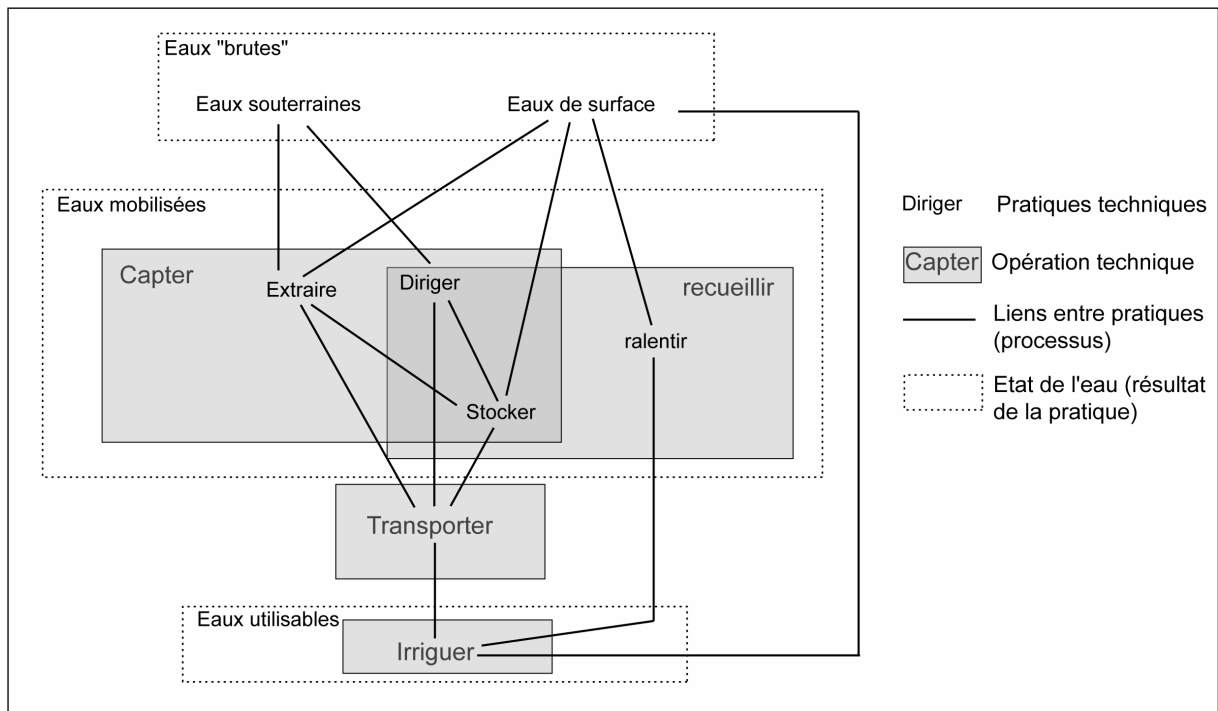 Eaux "brutes"
Eaux souterraines
Eaux de surface
Eaux mobilisées
Capter
Extraire
Diriger
recueillir
ralentir
Stocker
Transporter
Eaux utilisables
Irriguer
Diriger Pratiques techniques
Capter Opération technique
Liens entre pratiques
(processus)
Etat de l'eau (résultat
de la pratique)